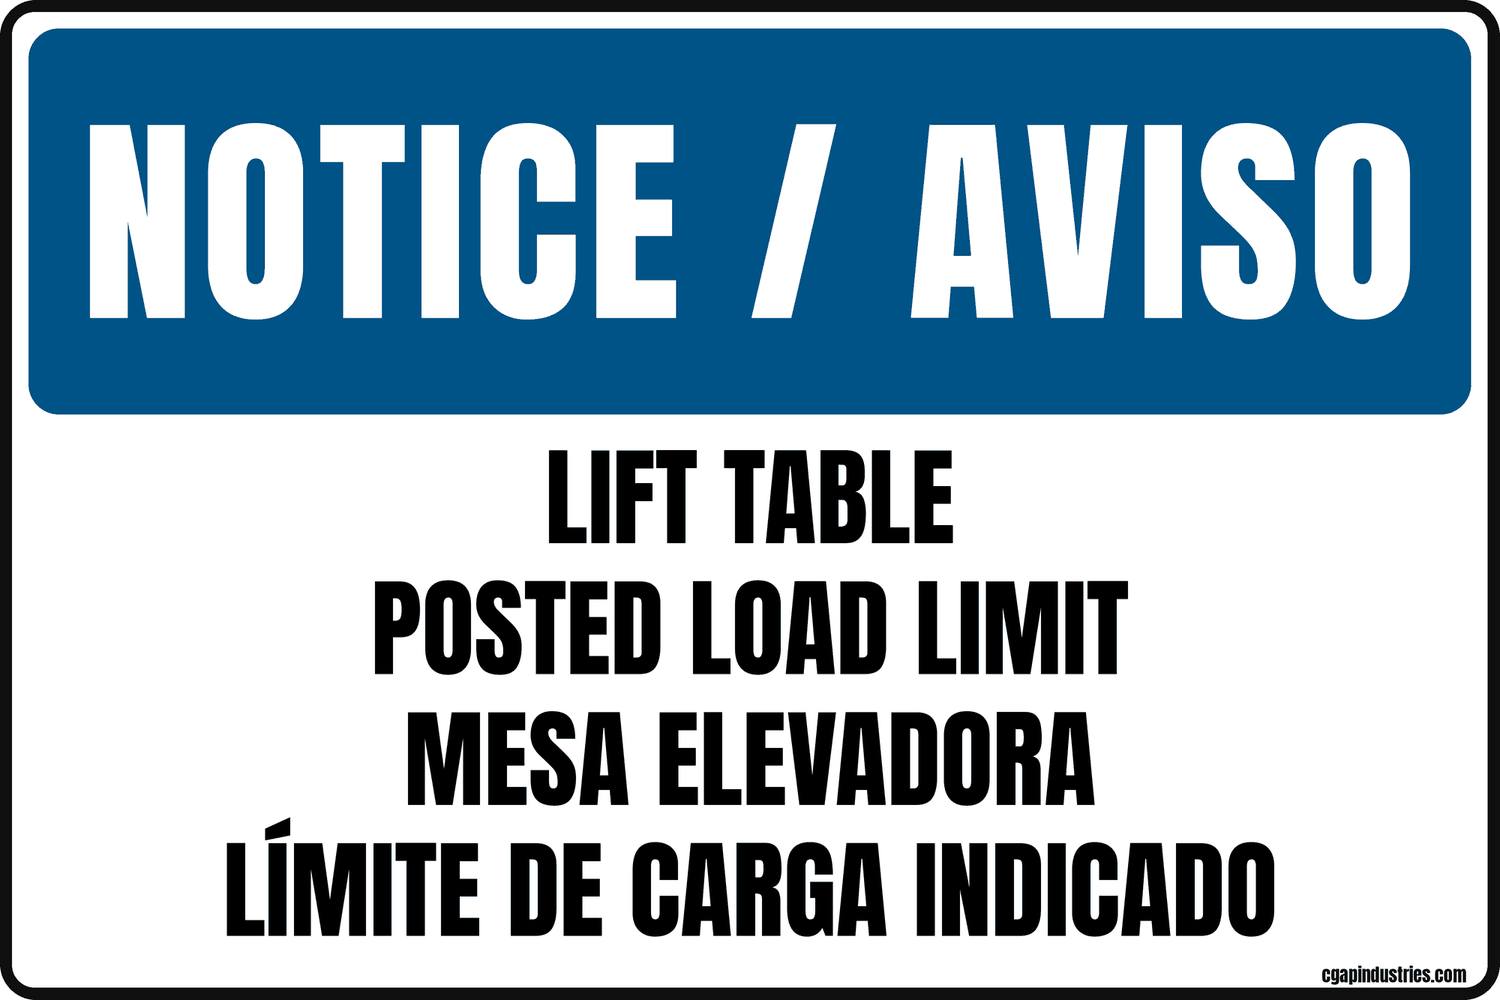 NOTICE / AVISO
LIFT TABLE
POSTED LOAD LIMIT
MESA ELEVADORA
LÍMITE DE CARGA INDICADO
cgapindustries.com